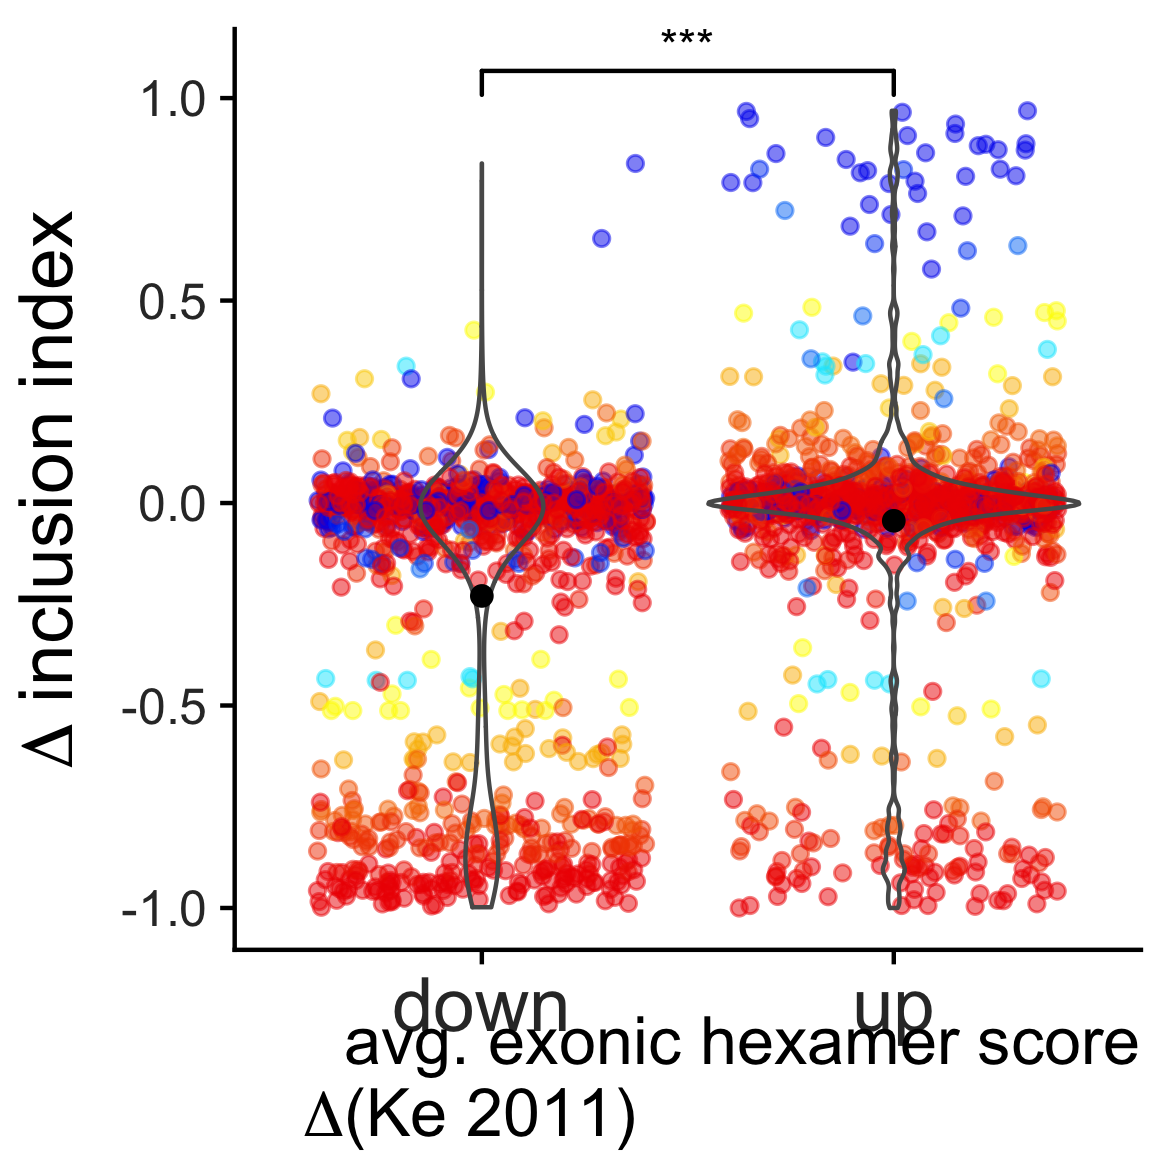 ***
1.0
0.5
0.0
-0.5
-1.0
Δ inclusion index
down
up
avg. exonic hexamer score
Δ(Ke 2011)